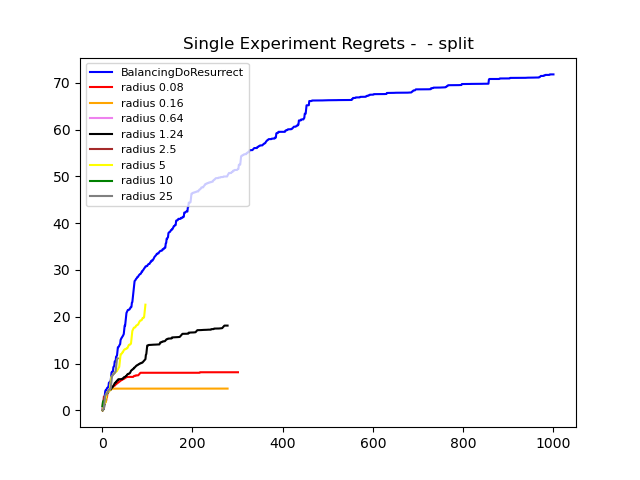 Single Experiment Regrets -  - split
BalancingDoResurrect
radius 0.08
radius 0.16
radius 0.64
radius 1.24
radius 2.5
radius 5
radius 10
radius 25
70
60
50
40
30
20
10
0
0 200 400 600 800 1000